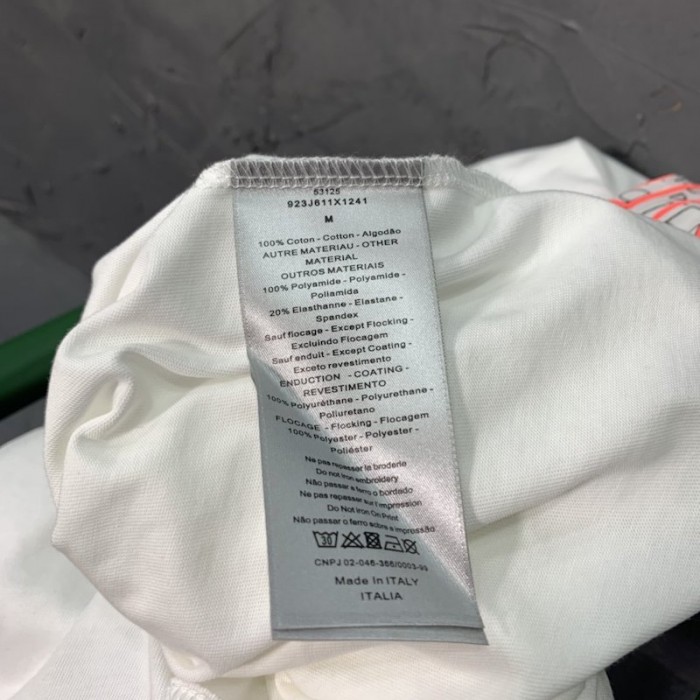 53125
923J611X1241
M
100% Coton - Cotton - Algodão
AUTRE MATERIAU - OTHER
MATERIAL
OUTROS MATERIAIS
100% Polyamide - Polyamide -
Poliamida
20% Elasthanne - Elastane -
Spandex
Sauf flocage - Except Flocking -
Excluindo Flocagem
Sauf enduit - Except Coating -
Exceto revestimento
ENDUCTION - COATING -
REVESTIMENTO
100% Polyuréthane - Polyurethane -
Poliuretano
FLOCAGE - Flocking - Flocagem
100% Polyester - Polyester -
Poliéster
Ne pas repasser la broderie
Do not iron embroidery
Não passar a ferro o bordado
Ne pas repasser sur l'impression
Do Not Iron On Print
Não passar o ferro sobre a impressão
30
CNPJ 02-046-366/0003-99
Made In ITALY
ITALIA